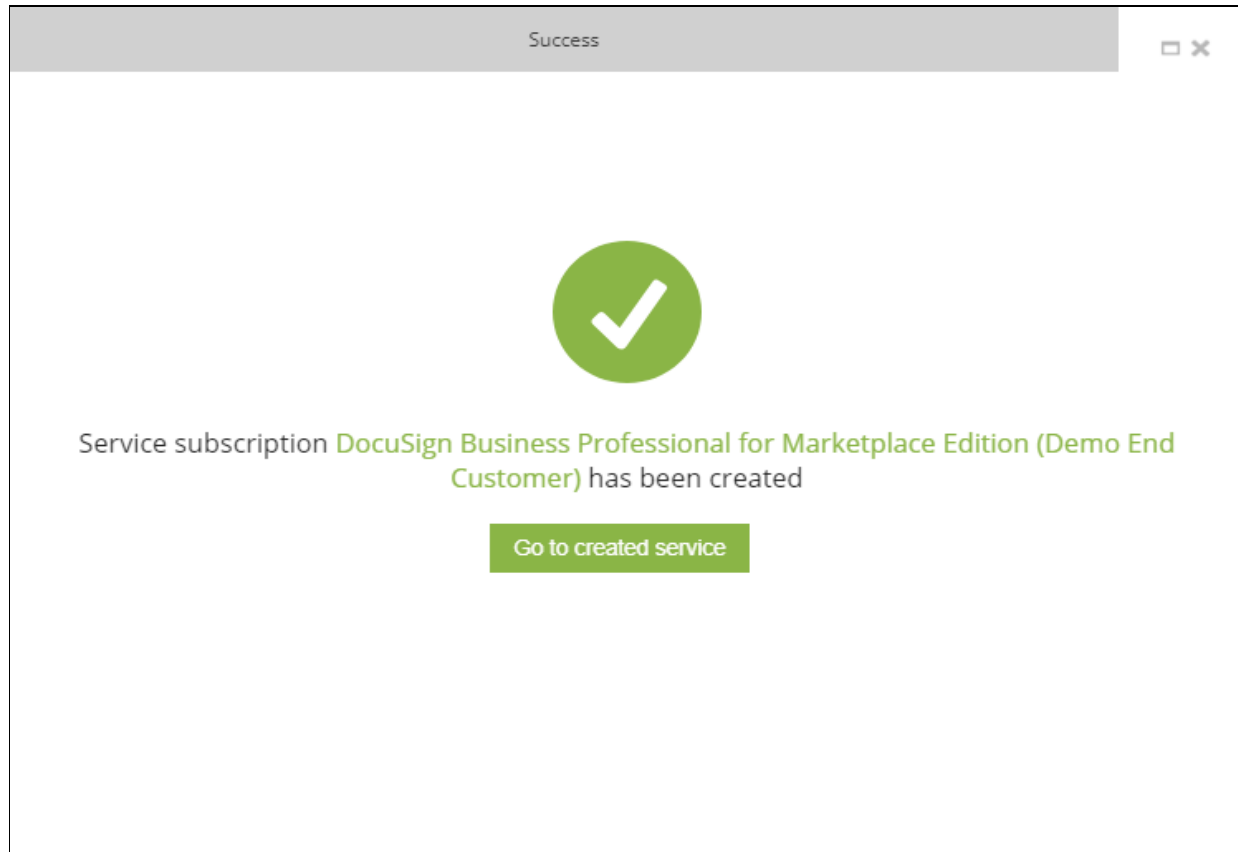 Success
Service subscription DocuSign Business Professional for Marketplace Edition (Demo End
Customer) has been created
Go to created service